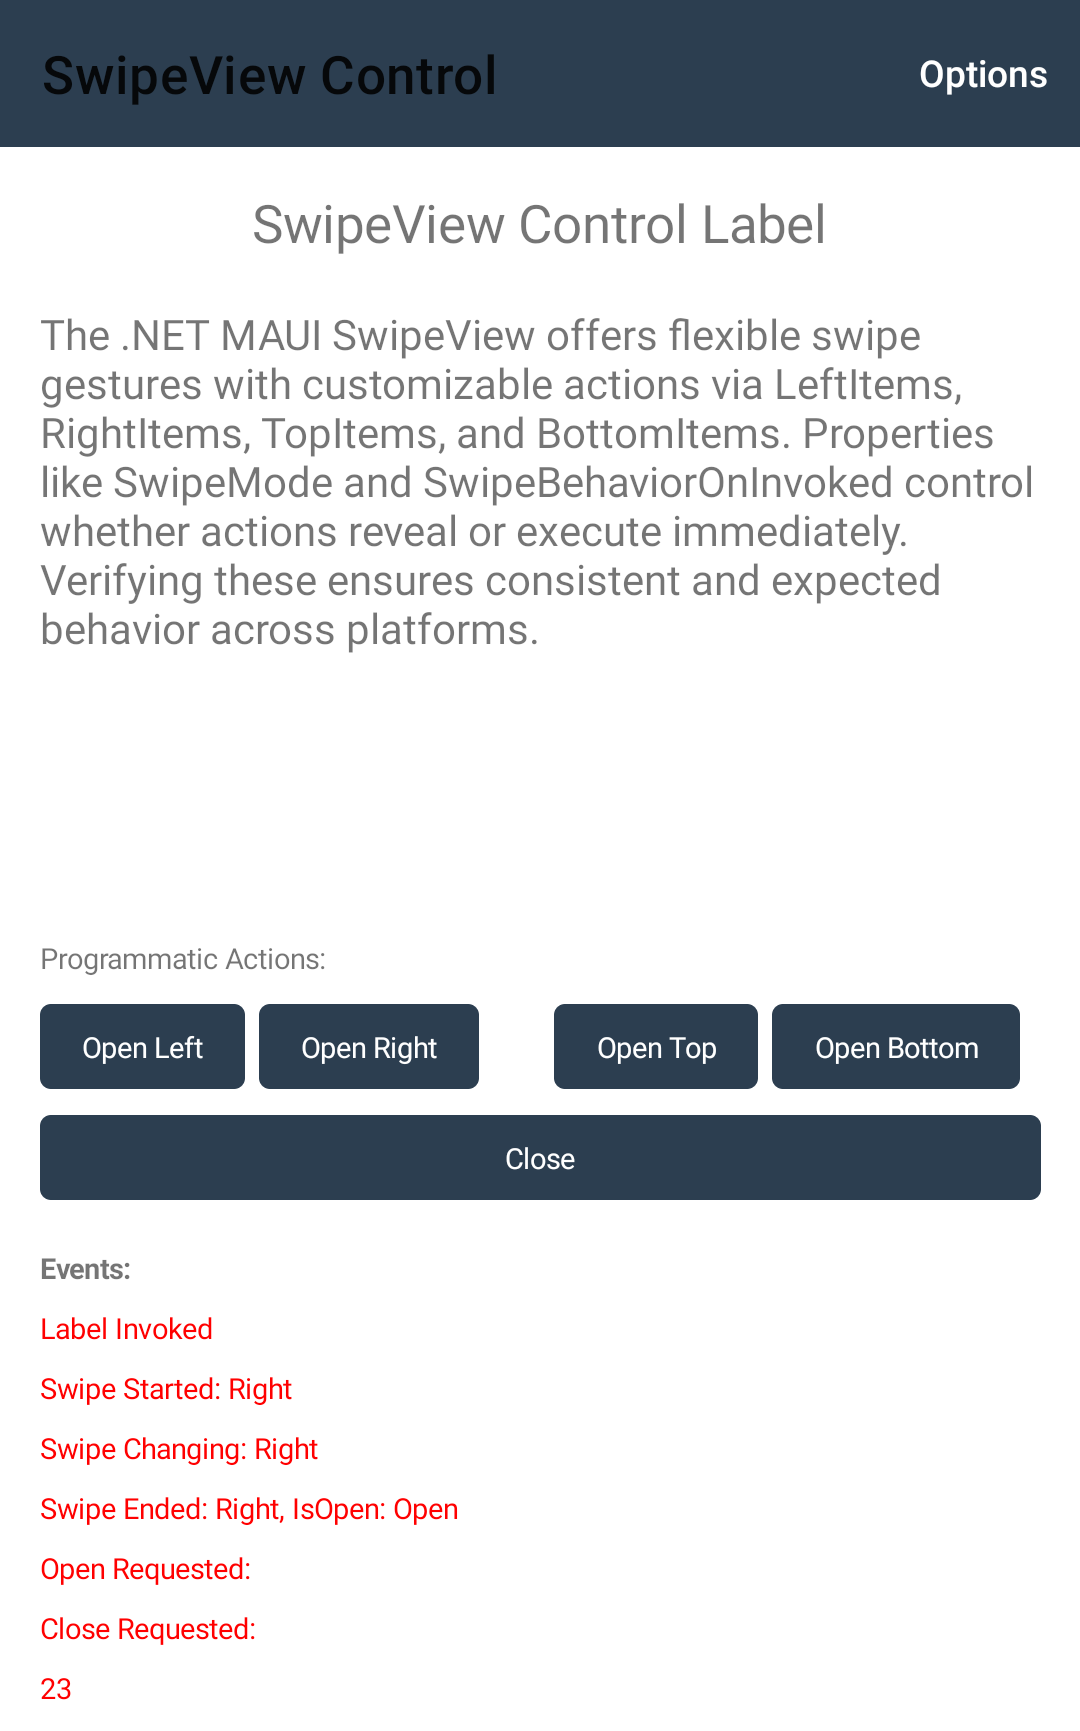 SwipeView Control
Options
SwipeView Control Label
The .NET MAUI SwipeView offers flexible swipe
gestures with customizable actions via LeftItems,
RightItems, TopItems, and BottomItems. Properties
like SwipeMode and SwipeBehaviorOnInvoked control
whether actions reveal or execute immediately.
Verifying these ensures consistent and expected
behavior across platforms.
Programmatic Actions:
Open Left
Open Right
Open Top
Open Bottom
Close
Events:
Label Invoked
Swipe Started: Right
Swipe Changing: Right
Swipe Ended: Right, IsOpen: Open
Open Requested:
Close Requested:
23